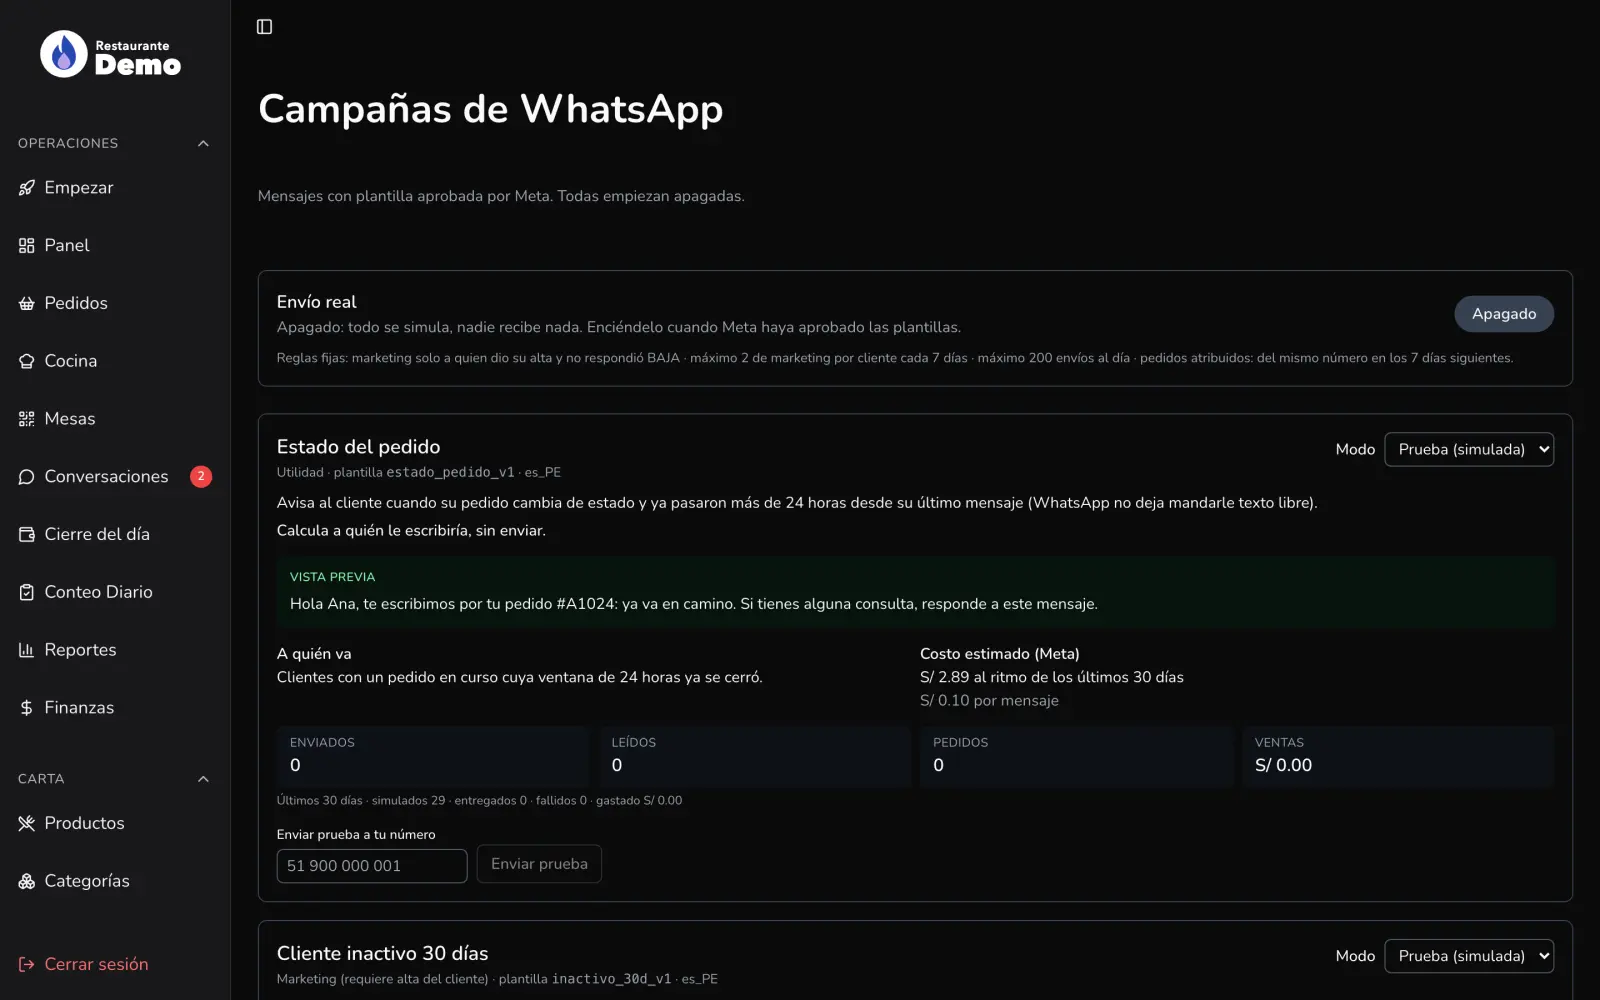 Restaurante
Demo
OPERACIONES
Empezar
Panel
Pedidos
Cocina
Mesas
Conversaciones 2
Cierre del día
Conteo Diario
Reportes
Finanzas
CARTA
Productos
Categorías
Cerrar sesión
Campañas de WhatsApp
Mensajes con plantilla aprobada por Meta. Todas empiezan apagadas.
Envío real
Apagado: todo se simula, nadie recibe nada. Enciéndelo cuando Meta haya aprobado las plantillas.
Apagado
Reglas fijas: marketing solo a quien dio su alta y no respondió BAJA · máximo 2 de marketing por cliente cada 7 días · máximo 200 envíos al día · pedidos atribuidos: del mismo número en los 7 días siguientes.
Estado del pedido
Modo Prueba (simulada)
Utilidad · plantilla estado_pedido_v1 · es_PE
Avisa al cliente cuando su pedido cambia de estado y ya pasaron más de 24 horas desde su último mensaje (WhatsApp no deja mandarle texto libre).
Calcula a quién le escribiría, sin enviar.
VISTA PREVIA
Hola Ana, te escribimos por tu pedido #A1024: ya va en camino. Si tienes alguna consulta, responde a este mensaje.
A quién va
Clientes con un pedido en curso cuya ventana de 24 horas ya se cerró.
Costo estimado (Meta)
S/ 2.89 al ritmo de los últimos 30 días
S/ 0.10 por mensaje
ENVIADOS
0
LEÍDOS
0
PEDIDOS
0
VENTAS
S/ 0.00
Últimos 30 días · simulados 29 · entregados 0 · fallidos 0 · gastado S/ 0.00
Enviar prueba a tu número
51 900 000 001
Enviar prueba
Cliente inactivo 30 días
Modo Prueba (simulada)
Marketing (requiere alta del cliente) · plantilla inactivo_30d_v1 · es_PE